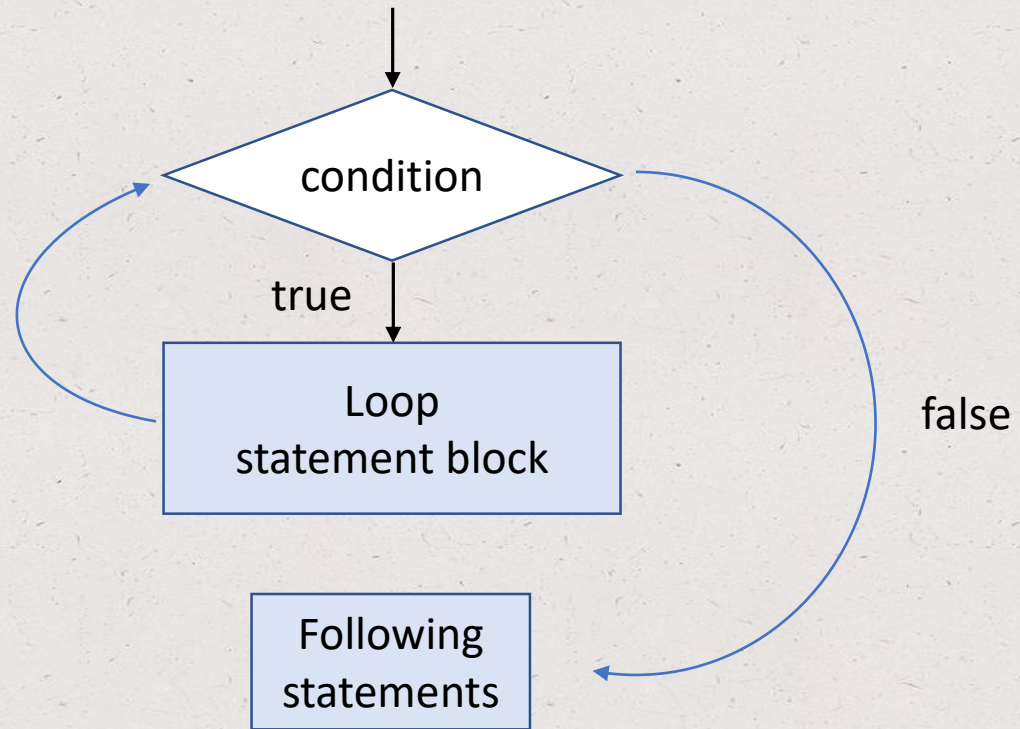 condition
true
Loop
statement block
false
Following
statements